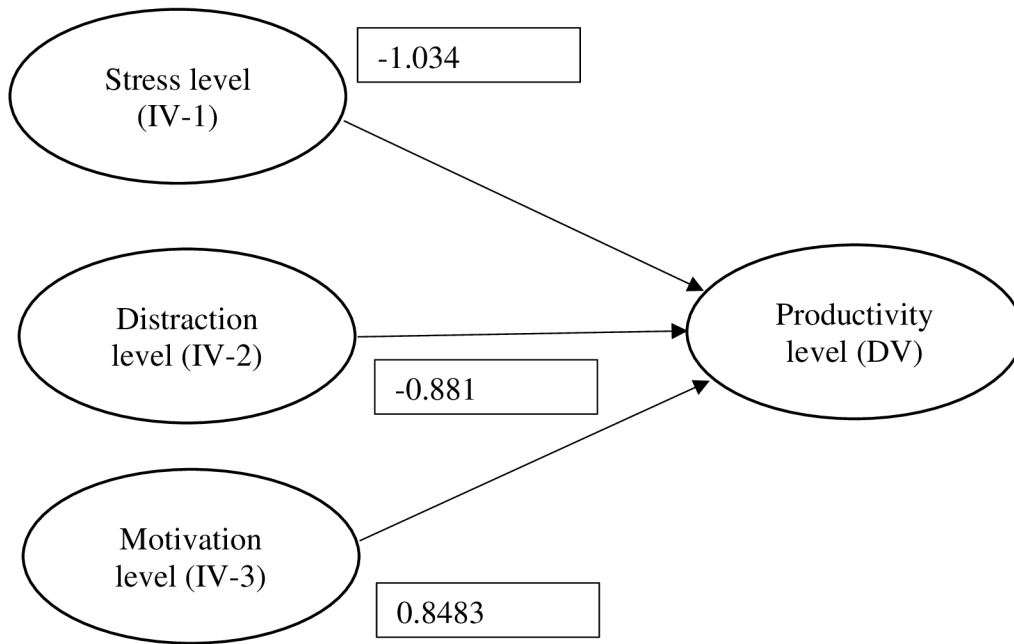 -1.034
Stress level
(IV-1)
Distraction
level (IV-2)
Productivity
level (DV)
-0.881
Motivation
level (IV-3)
0.8483